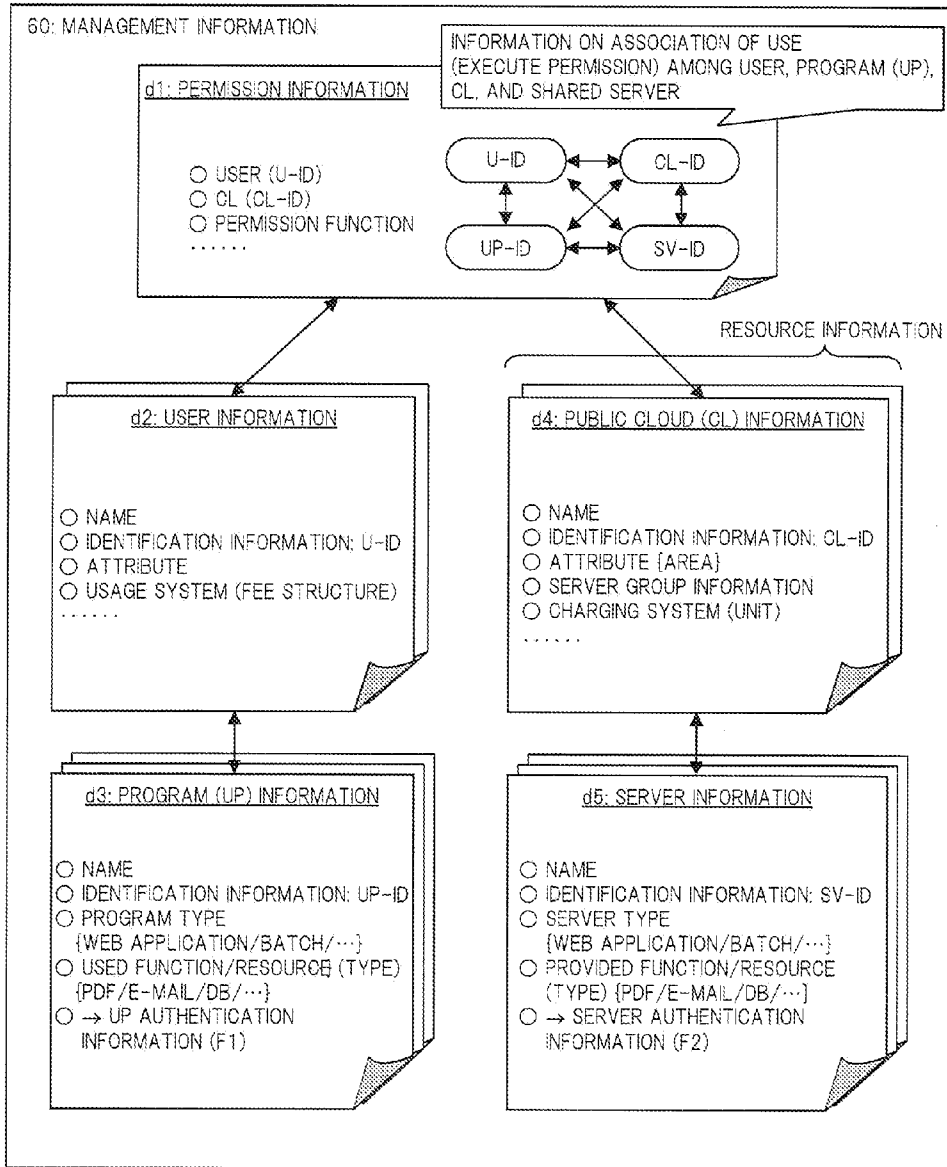 60: MANAGEMENT INFORMATION
INFORMATION ON ASSOCIATION OF USE
(EXECUTE PERMISSION) AMONG USER, PROGRAM (UP),
CL, AND SHARED SERVER
d1: PERMISSION INFORMATION
○ USER (U-ID)
○ CL (CL-ID)
○ PERMISSION FUNCTION
......
U-ID
CL-ID
UP-ID
SV-ID
RESOURCE INFORMATION
d2: USER INFORMATION
○ NAME
○ IDENTIFICATION INFORMATION: U-ID
○ ATTRIBUTE
○ USAGE SYSTEM (FEE STRUCTURE)
......
d4: PUBLIC CLOUD (CL) INFORMATION
○ NAME
○ IDENTIFICATION INFORMATION: CL-ID
○ ATTRIBUTE {AREA}
○ SERVER GROUP INFORMATION
○ CHARGING SYSTEM (UNIT)
......
d3: PROGRAM (UP) INFORMATION
○ NAME
○ IDENTIFICATION INFORMATION: UP-ID
○ PROGRAM TYPE
{WEB APPLICATION/BATCH/…}
○ USED FUNCTION/RESOURCE (TYPE)
{PDF/E-MAIL/DB/…}
○ → UP AUTHENTICATION
INFORMATION (F1)
d5: SERVER INFORMATION
○ NAME
○ IDENTIFICATION INFORMATION: SV-ID
○ SERVER TYPE
{WEB APPLICATION/BATCH/…}
○ PROVIDED FUNCTION/RESOURCE
(TYPE) {PDF/E-MAIL/DB/…]
○ → SERVER AUTHENTICATION
INFORMATION (F2)